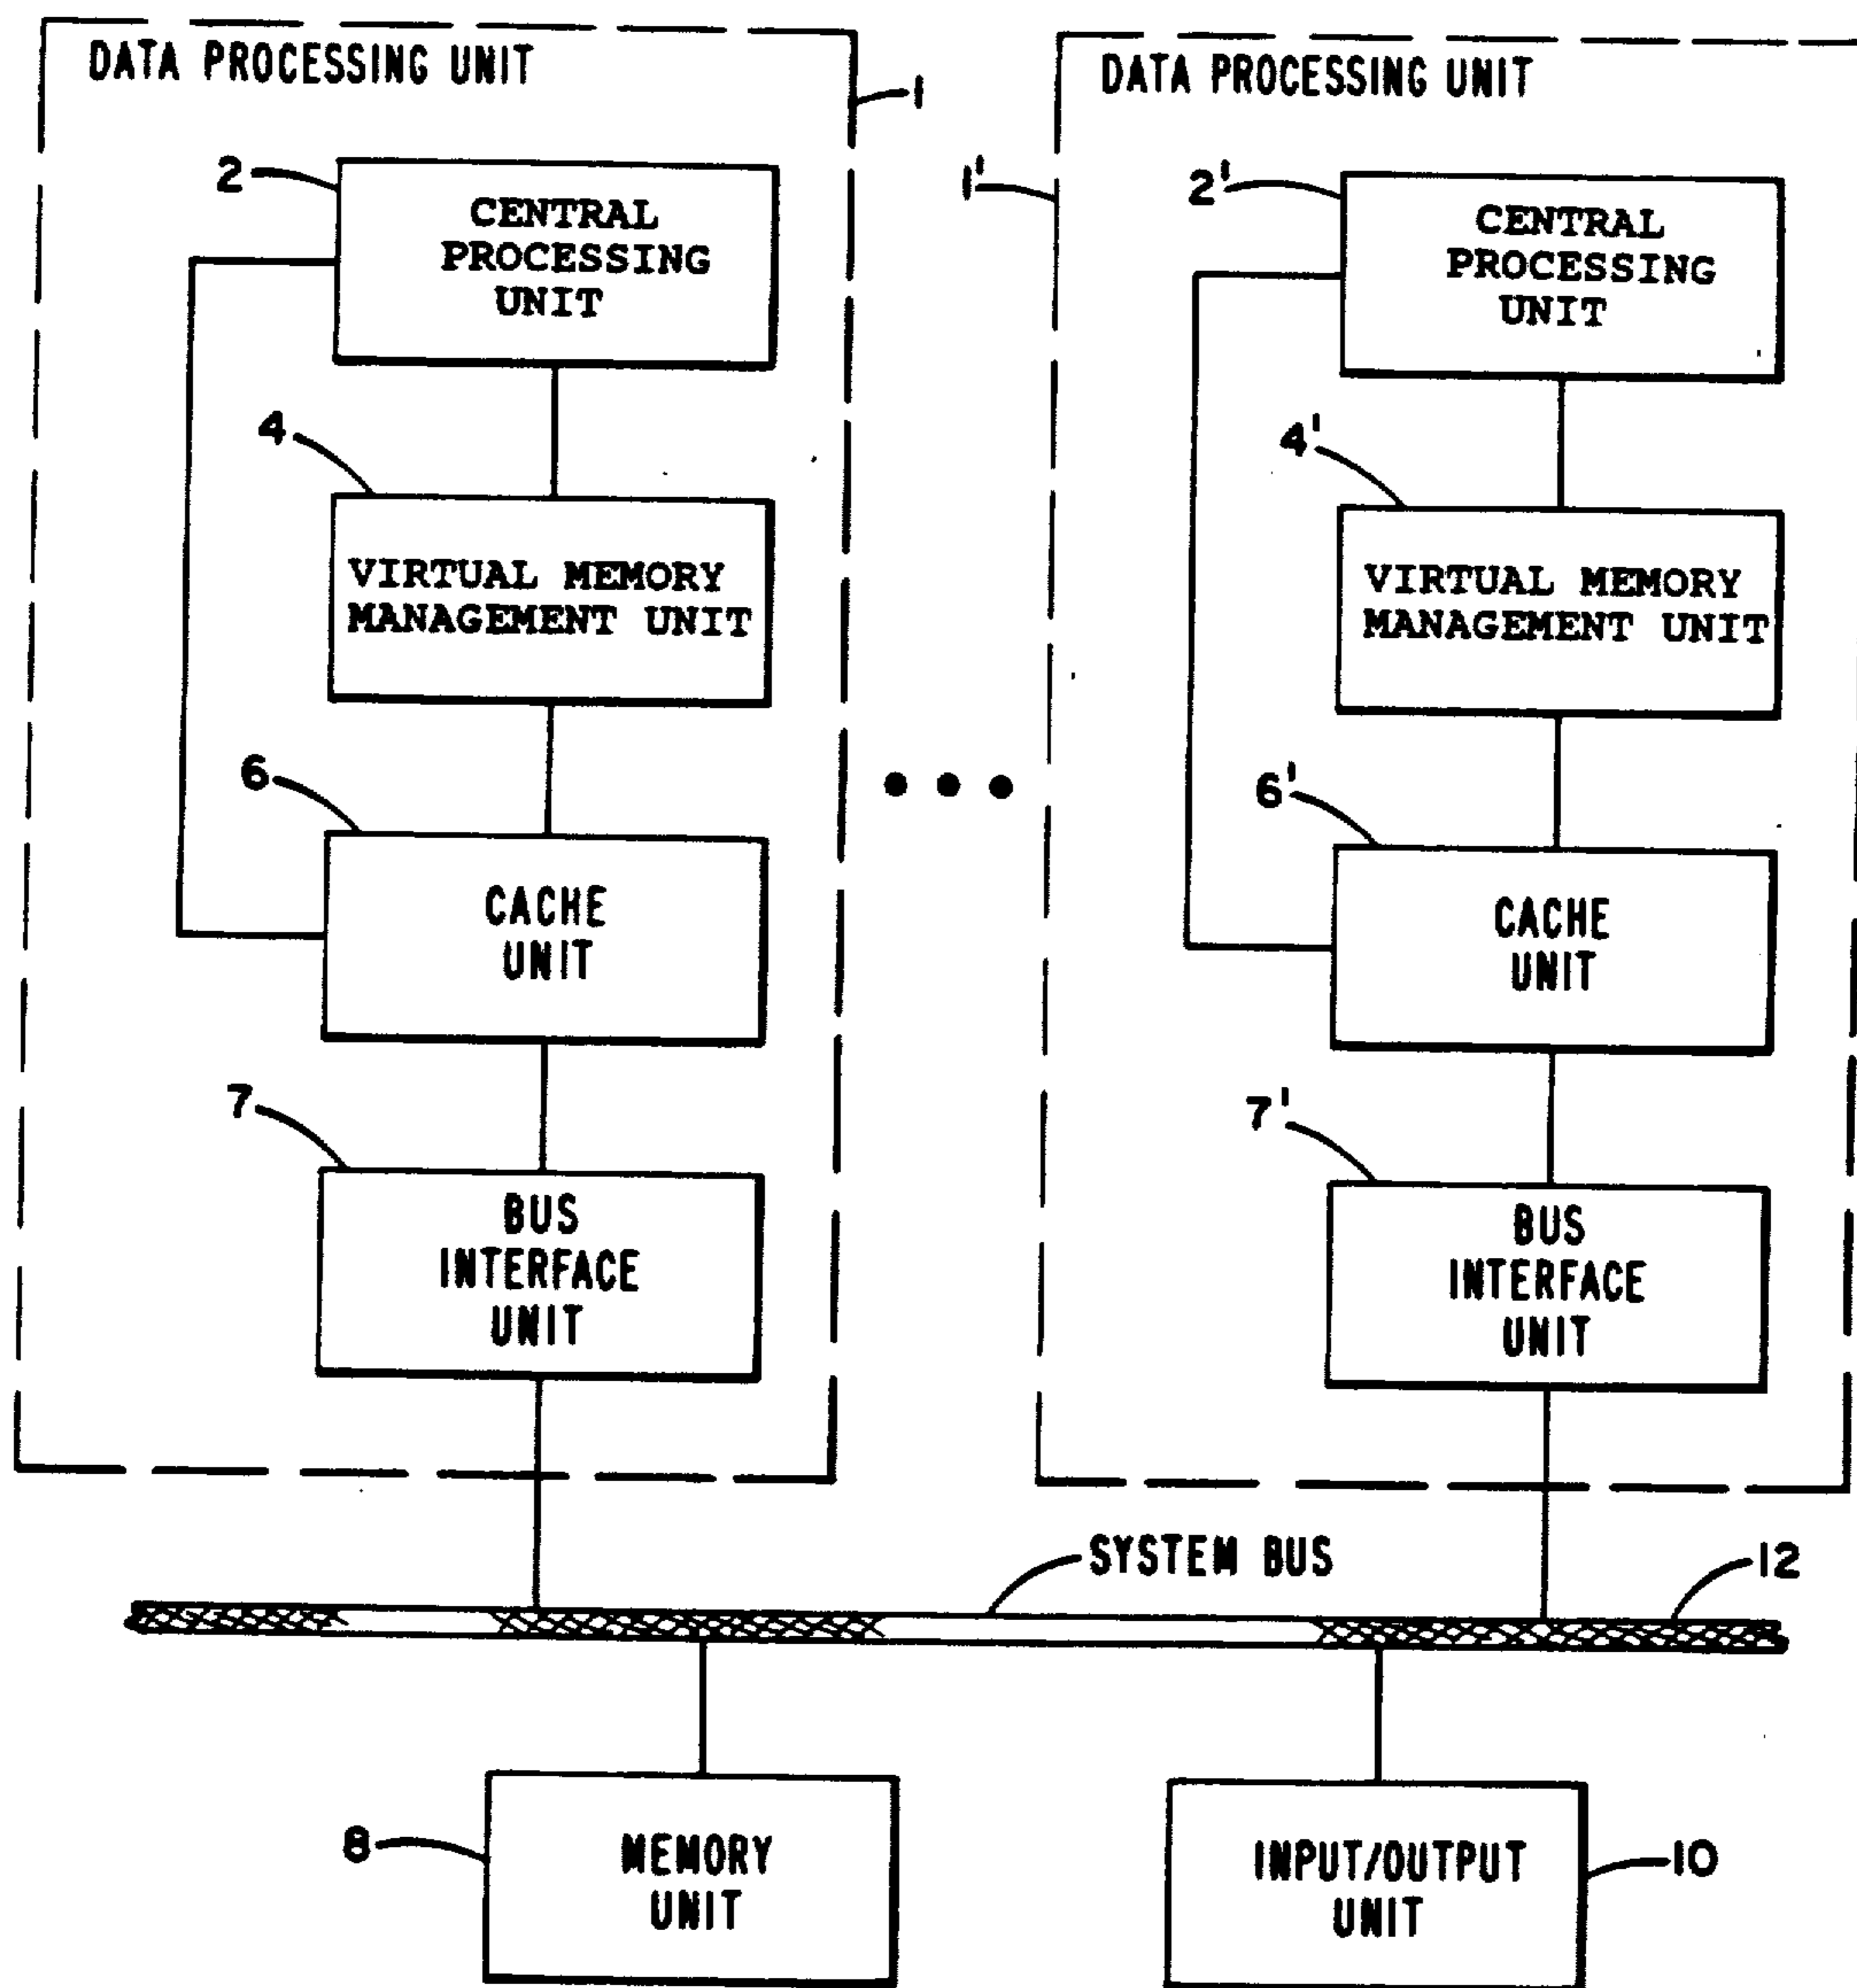 DATA PROCESSING UNIT
1
2
CENTRAL
PROCESSING
UNIT
4
VIRTUAL MEMORY
MANAGEMENT UNIT
6
CACHE
UNIT
7
BUS
INTERFACE
UNIT
DATA PROCESSING UNIT
1'
2'
CENTRAL
PROCESSING
UNIT
4'
VIRTUAL MEMORY
MANAGEMENT UNIT
6'
CACHE
UNIT
7'
BUS
INTERFACE
UNIT
SYSTEM BUS
12
8
MEMORY
UNIT
INPUT/OUTPUT
UNIT
10